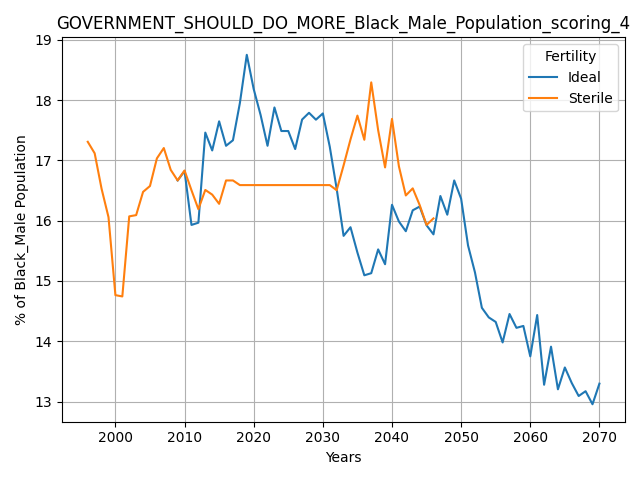 GOVERNMENT_SHOULD_DO_MORE_Black_Male_Population_scoring_4
Fertility
Ideal
Sterile
% of Black_Male Population
19
18
17
16
15
14
13
2000
2010
2020
2030
2040
2050
2060
2070
Years